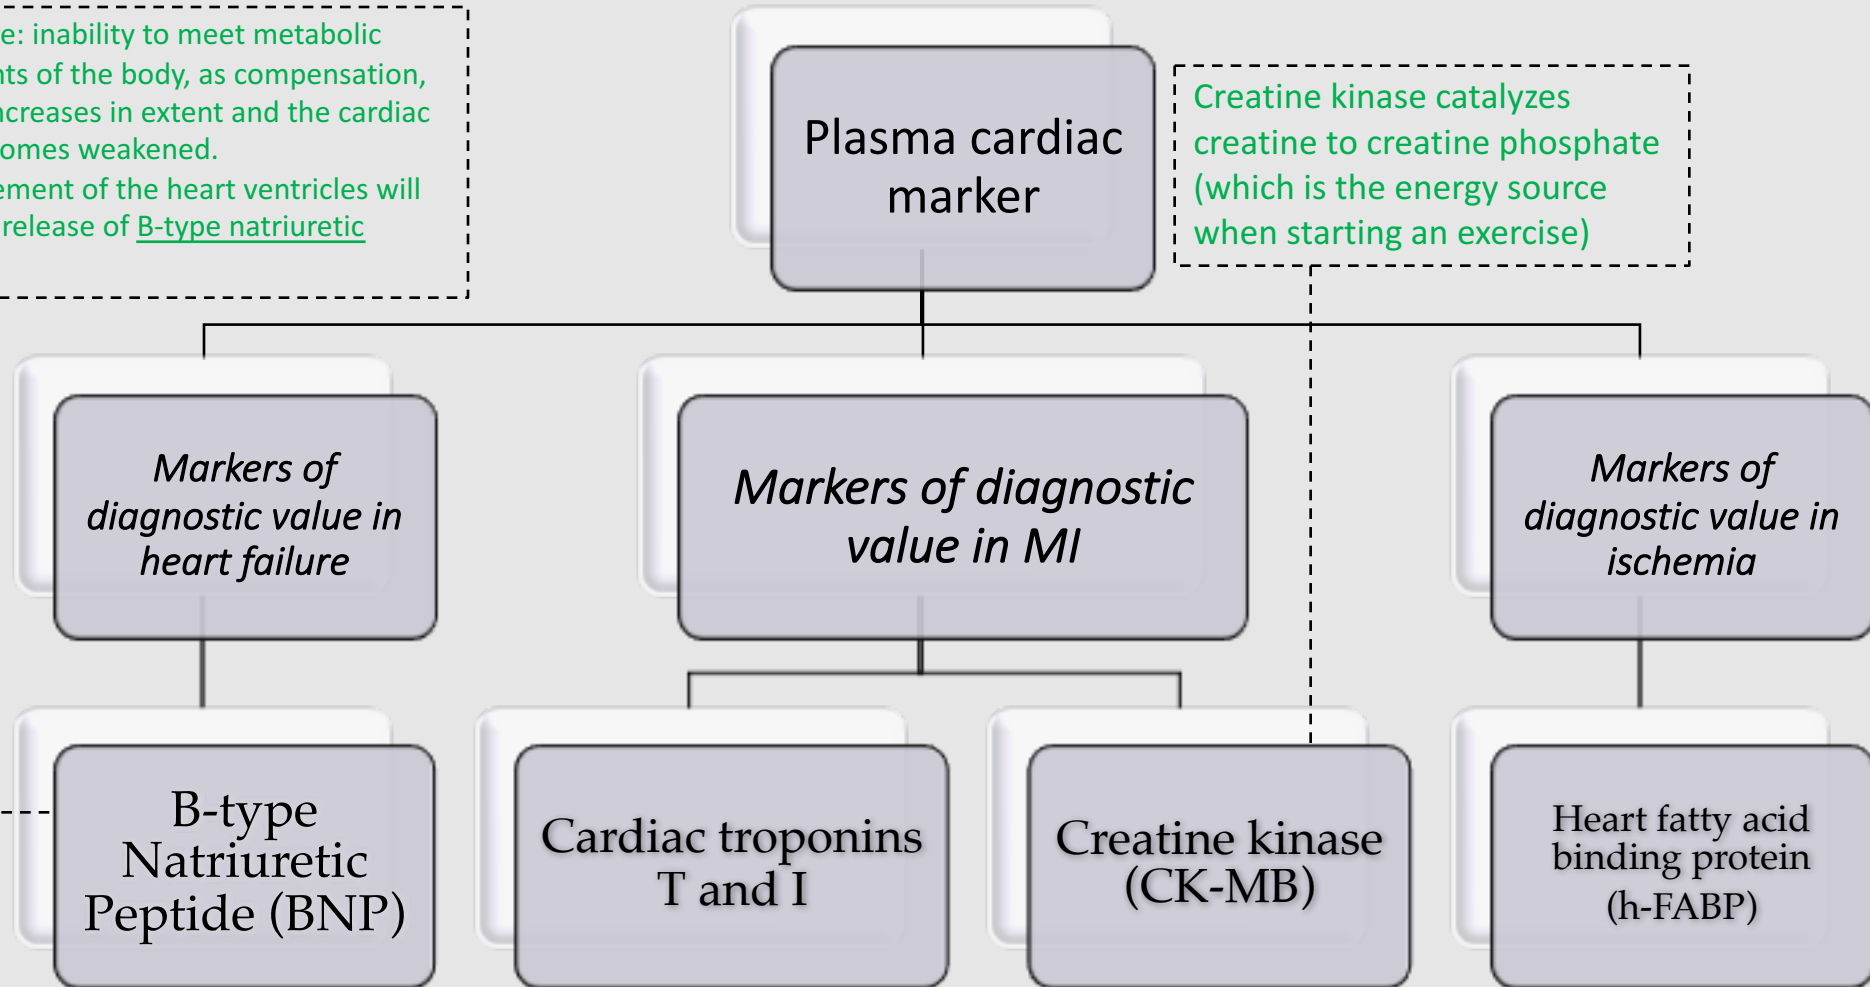 e: inability to meet metabolic
nts of the body, as compensation,
ncreases in extent and the cardiac
omes weakened.
ement of the heart ventricles will
release of B-type natriuretic
Plasma cardiac
marker
Creatine kinase catalyzes
creatine to creatine phosphate
(which is the energy source
when starting an exercise)
Markers of
diagnostic value in
heart failure
Markers of diagnostic
value in MI
Markers of
diagnostic value in
ischemia
B-type
Natriuretic
Peptide (BNP)
Cardiac troponins
T and I
Creatine kinase
(CK-MB)
Heart fatty acid
binding protein
(h-FABP)